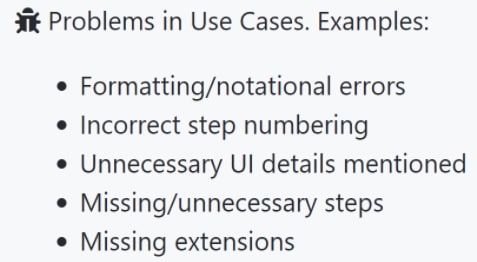 Problems in Use Cases. Examples:
• Formatting/notational errors
• Incorrect step numbering
• Unnecessary UI details mentioned
• Missing/unnecessary steps
• Missing extensions